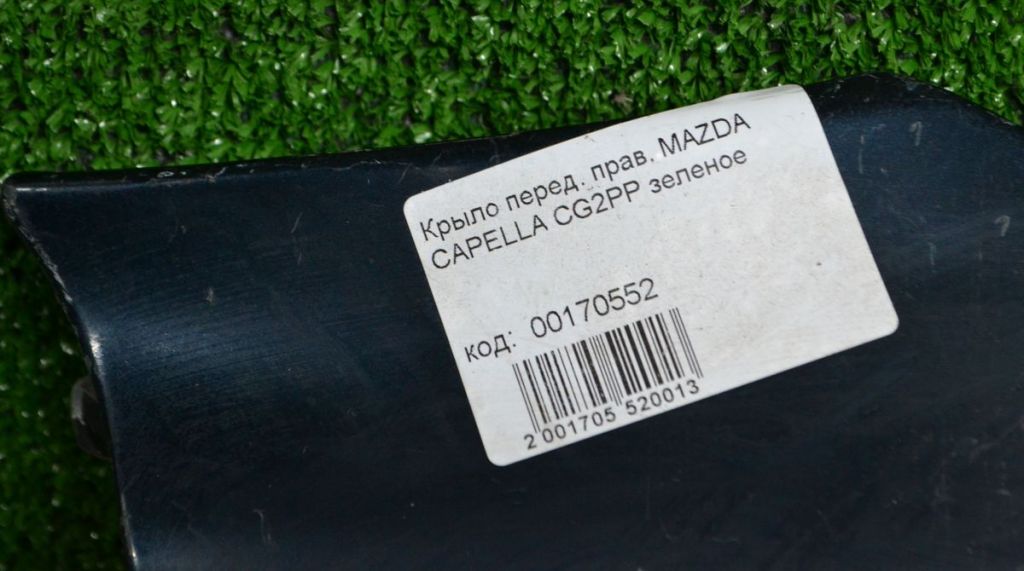 Крыло перед. прав. MAZDA
CAPELLA CG2PP зеленое
код: 00170552
2 001705 520013